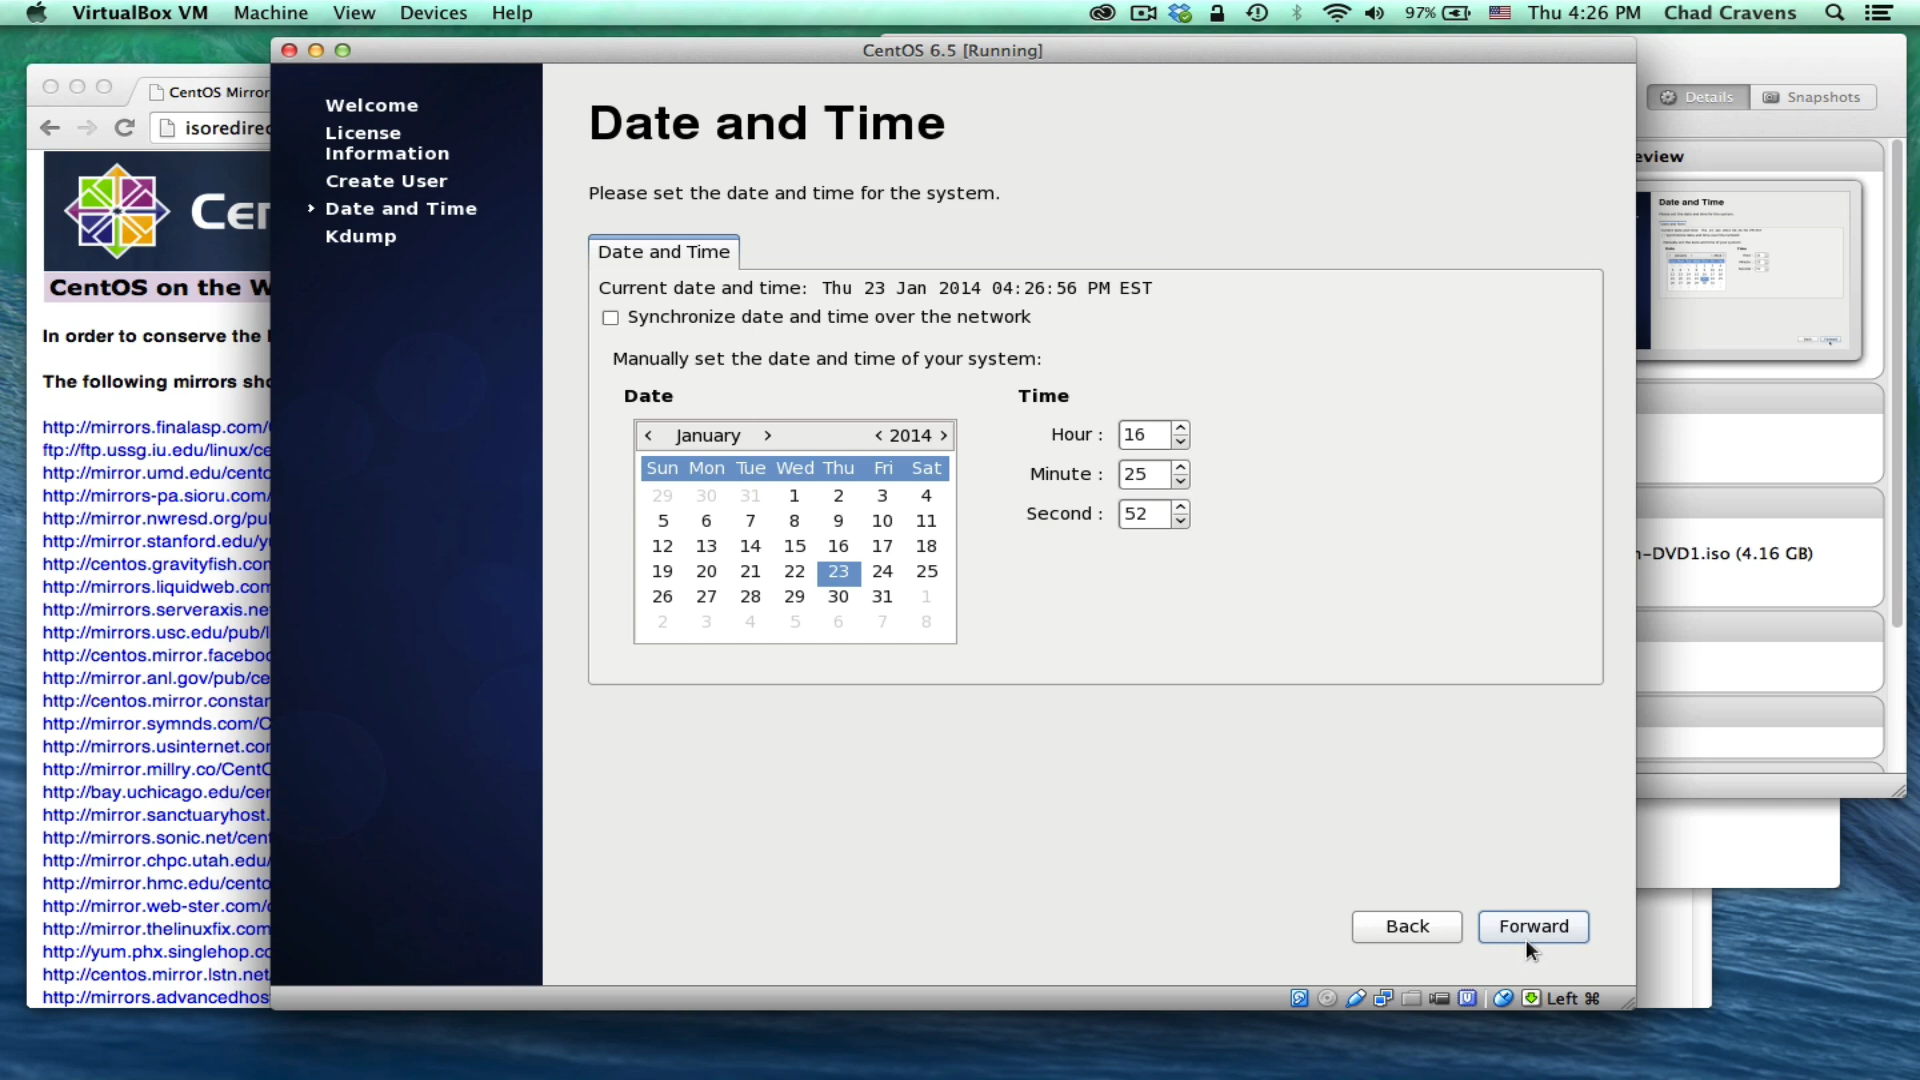 VirtualBox VM Machine View Devices Help
97% Thu 4:26 PM Chad Cravens
CentOS 6.5 [Running]
CentOS Mirror
isoredirec
Cen
CentOS on the W
In order to conserve the
The following mirrors sho
http://mirrors.finalasp.com/
ftp://ftp.ussg.iu.edu/linux/ce
http://mirror.umd.edu/cento
http://mirrors-pa.sioru.com/
http://mirror.nwresd.org/pu
http://mirror.stanford.edu/y
http://centos.gravityfish.com
http://mirrors.liquidweb.com
http://mirrors.serveraxis.ne
http://mirrors.usc.edu/pub/l
http://centos.mirror.faceboo
http://mirror.anl.gov/pub/ce
http://centos.mirror.constan
http://mirror.symnds.com/C
http://mirrors.usinternet.com
http://mirror.millry.co/CentO
http://bay.uchicago.edu/cen
http://mirror.sanctuaryhost.
http://mirrors.sonic.net/cent
http://mirror.chpc.utah.edu/
http://mirror.hmc.edu/cento
http://mirror.web-ster.com/c
http://mirror.thelinuxfix.com
http://yum.phx.singlehop.co
http://centos.mirror.lstn.net
http://mirrors.advancedhos
Welcome
License
Information
Create User
Date and Time
Kdump
Date and Time
Please set the date and time for the system.
Date and Time
Current date and time: Thu 23 Jan 2014 04:26:56 PM EST
Synchronize date and time over the network
Manually set the date and time of your system:
Date
< January > < 2014 >
Sun Mon Tue Wed Thu Fri Sat
29 30 31 1 2 3 4
5 6 7 8 9 10 11
12 13 14 15 16 17 18
19 20 21 22 23 24 25
26 27 28 29 30 31 1
2 3 4 5 6 7 8
Time
Hour : 16
Minute : 25
Second : 52
Back Forward
Left ⌘
Details Snapshots
eview
Date and Time
n-DVD1.iso (4.16 GB)